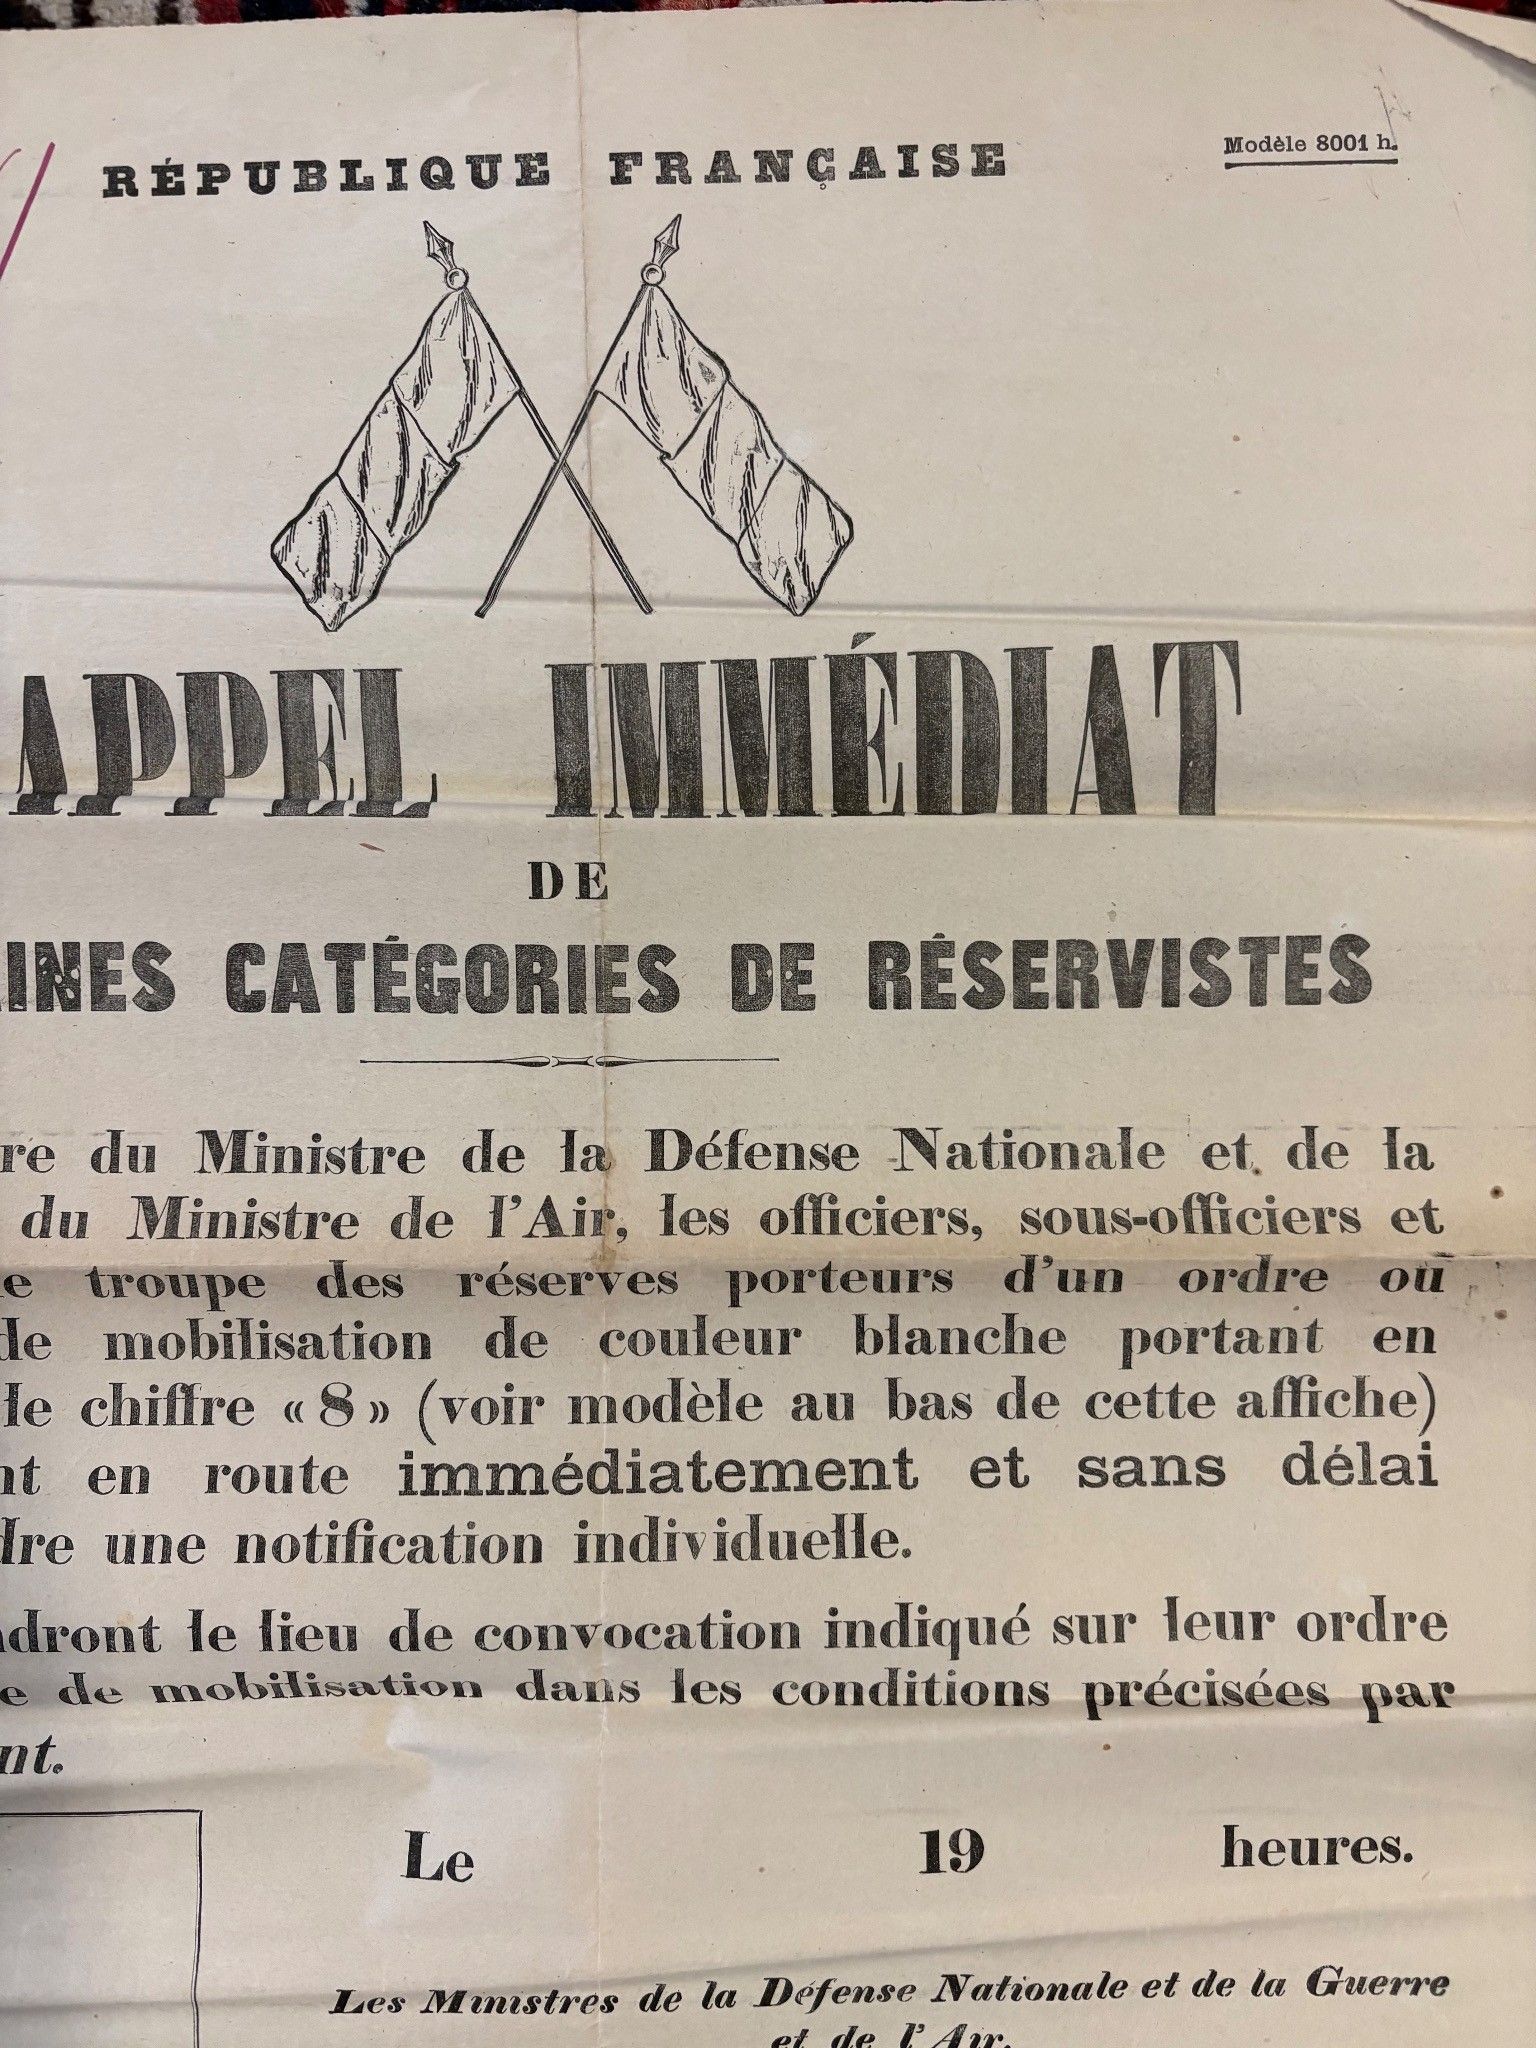 RÉPUBLIQUE FRANÇAISE
Modèle 8001 h.
APPEL IMMÉDIAT
DE
AINES CATÉGORIES DE RÉSERVISTES
re du Ministre de la Défense Nationale et de la
du Ministre de l'Air, les officiers, sous-officiers et
e troupe des réserves porteurs d'un ordre ou
de mobilisation de couleur blanche portant en
le chiffre « 8 » (voir modèle au bas de cette affiche)
nt en route immédiatement et sans délai
dre une notification individuelle.
ndront le lieu de convocation indiqué sur leur ordre
e de mobilisation dans les conditions précisées par
nt.
Le 19 heures.
Les Ministres de la Défense Nationale et de la Guerre
et de l'Air.